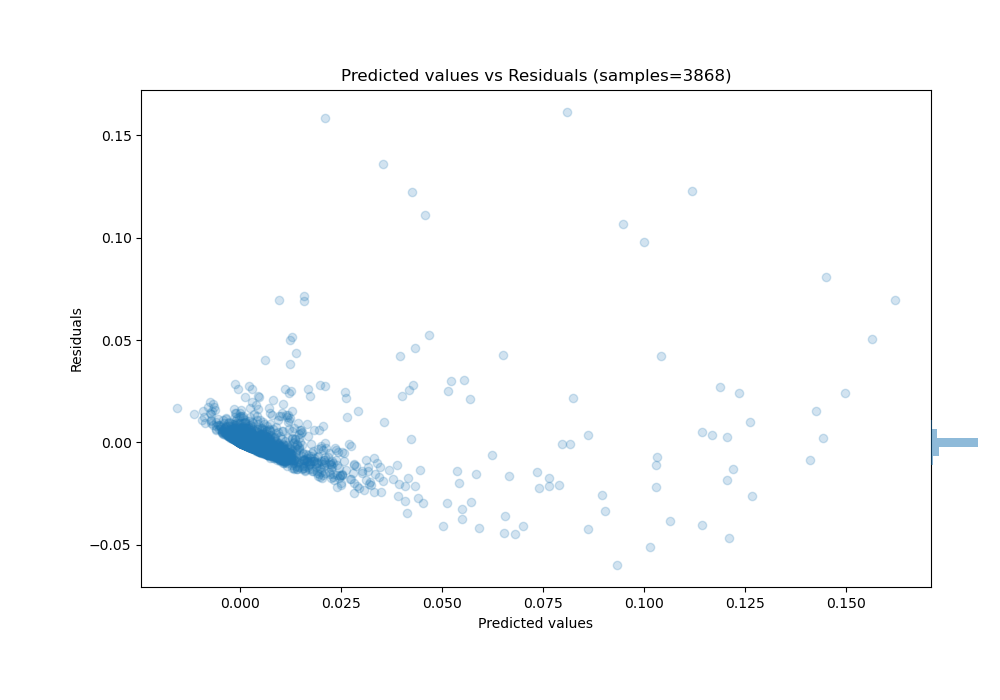 Predicted values vs Residuals (samples=3868)
0.15
0.10
0.05
0.00
−0.05
Residuals
0.000 0.025 0.050 0.075 0.100 0.125 0.150
Predicted values